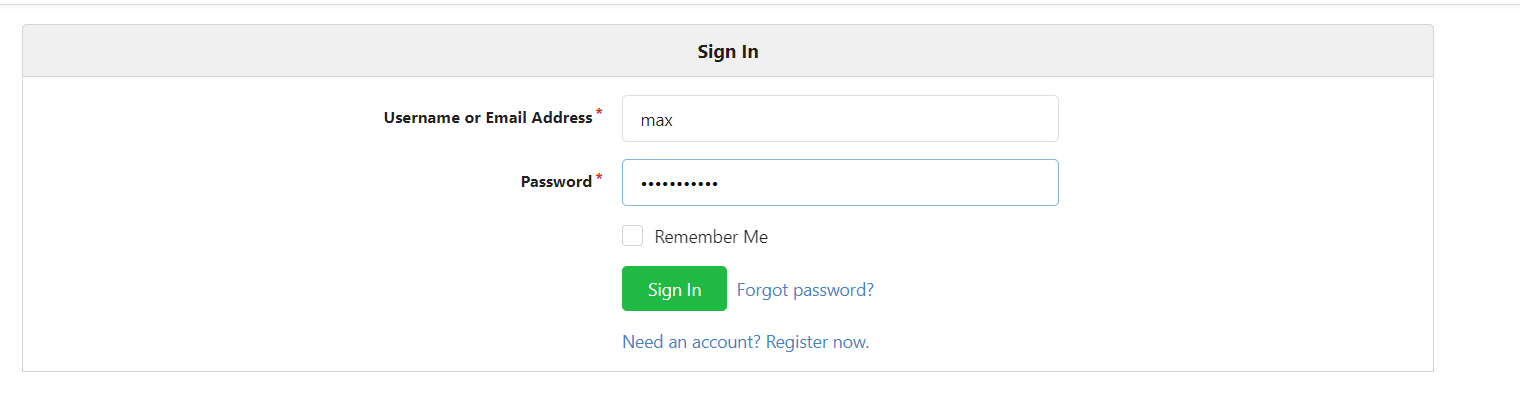 Sign In
Username or Email Address*
max
Password*
•••••••••••
Remember Me
Sign In Forgot password?
Need an account? Register now.